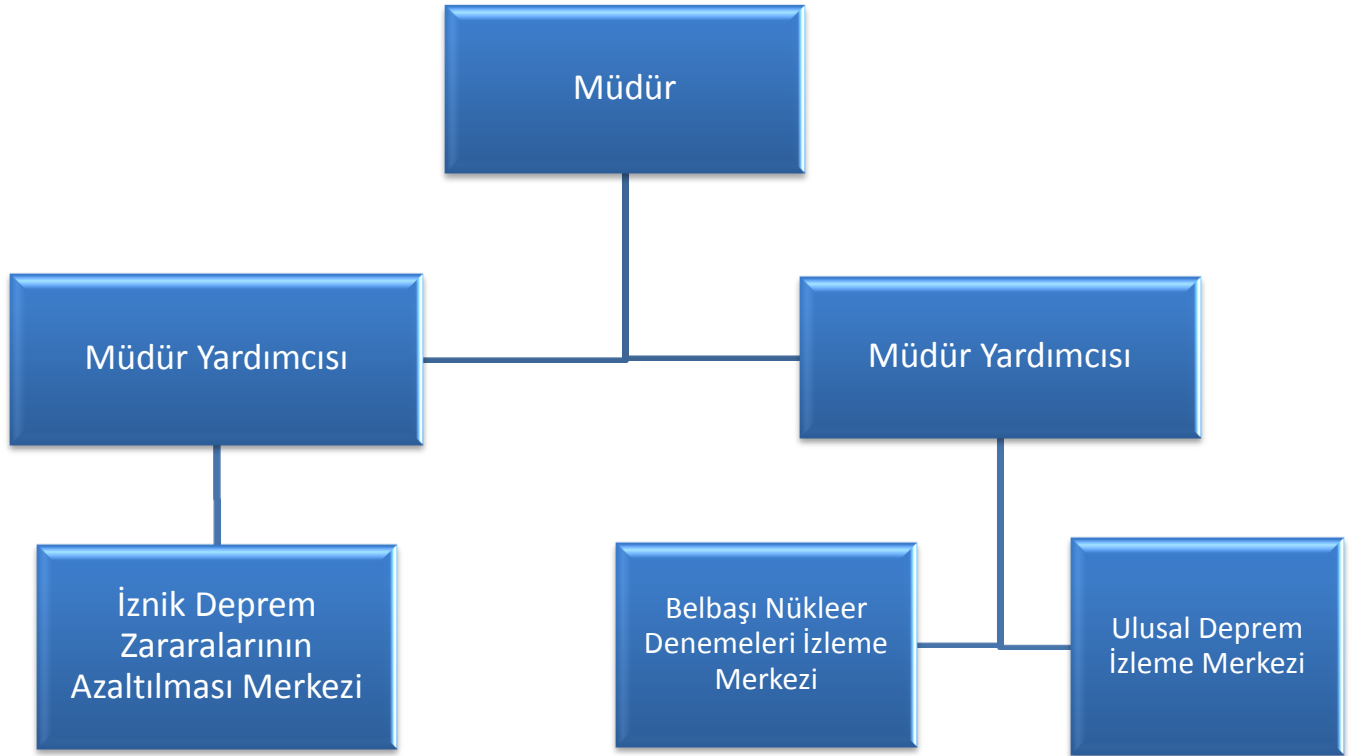 Müdür
Müdür Yardımcısı
Müdür Yardımcısı
İznik Deprem
Zararalarının
Azaltılması Merkezi
Belbaşı Nükleer
Denemeleri İzleme
Merkezi
Ulusal Deprem
İzleme Merkezi